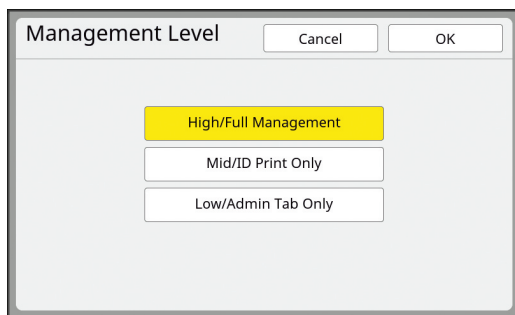 Management Level
Cancel
OK
High/Full Management
Mid/ID Print Only
Low/Admin Tab Only